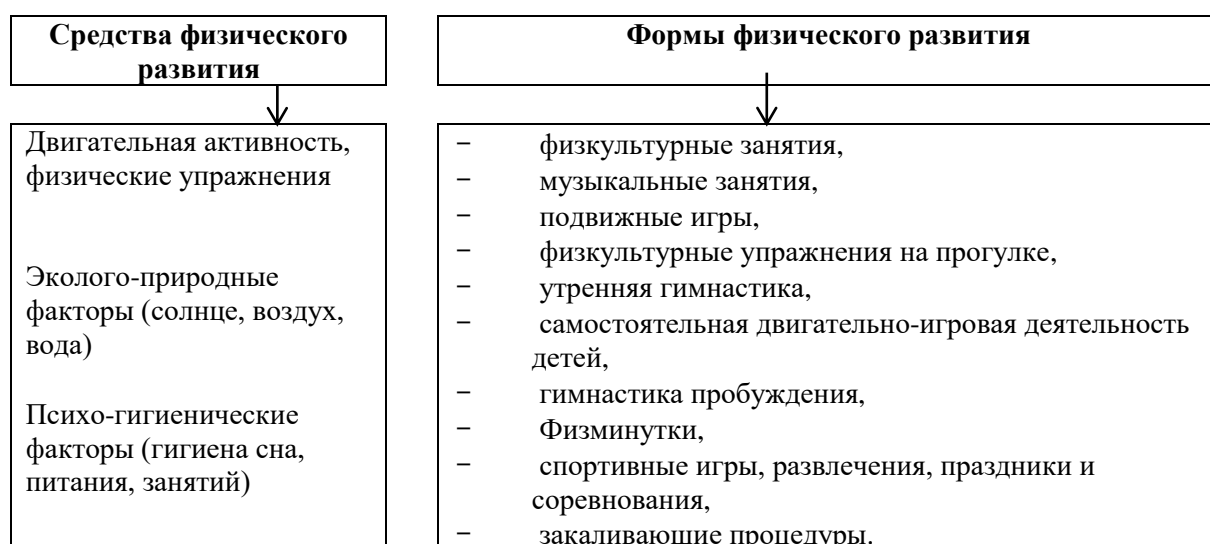 Средства физического
развития
Формы физического развития
Двигательная активность,
физические упражнения
Эколого-природные
факторы (солнце, воздух,
вода)
Психо-гигиенические
факторы (гигиена сна,
питания, занятий)
− физкультурные занятия,
− музыкальные занятия,
− подвижные игры,
− физкультурные упражнения на прогулке,
− утренняя гимнастика,
− самостоятельная двигательно-игровая деятельность
детей,
− гимнастика пробуждения,
− Физминутки,
− спортивные игры, развлечения, праздники и
соревнования,
− закаливающие процедуры.